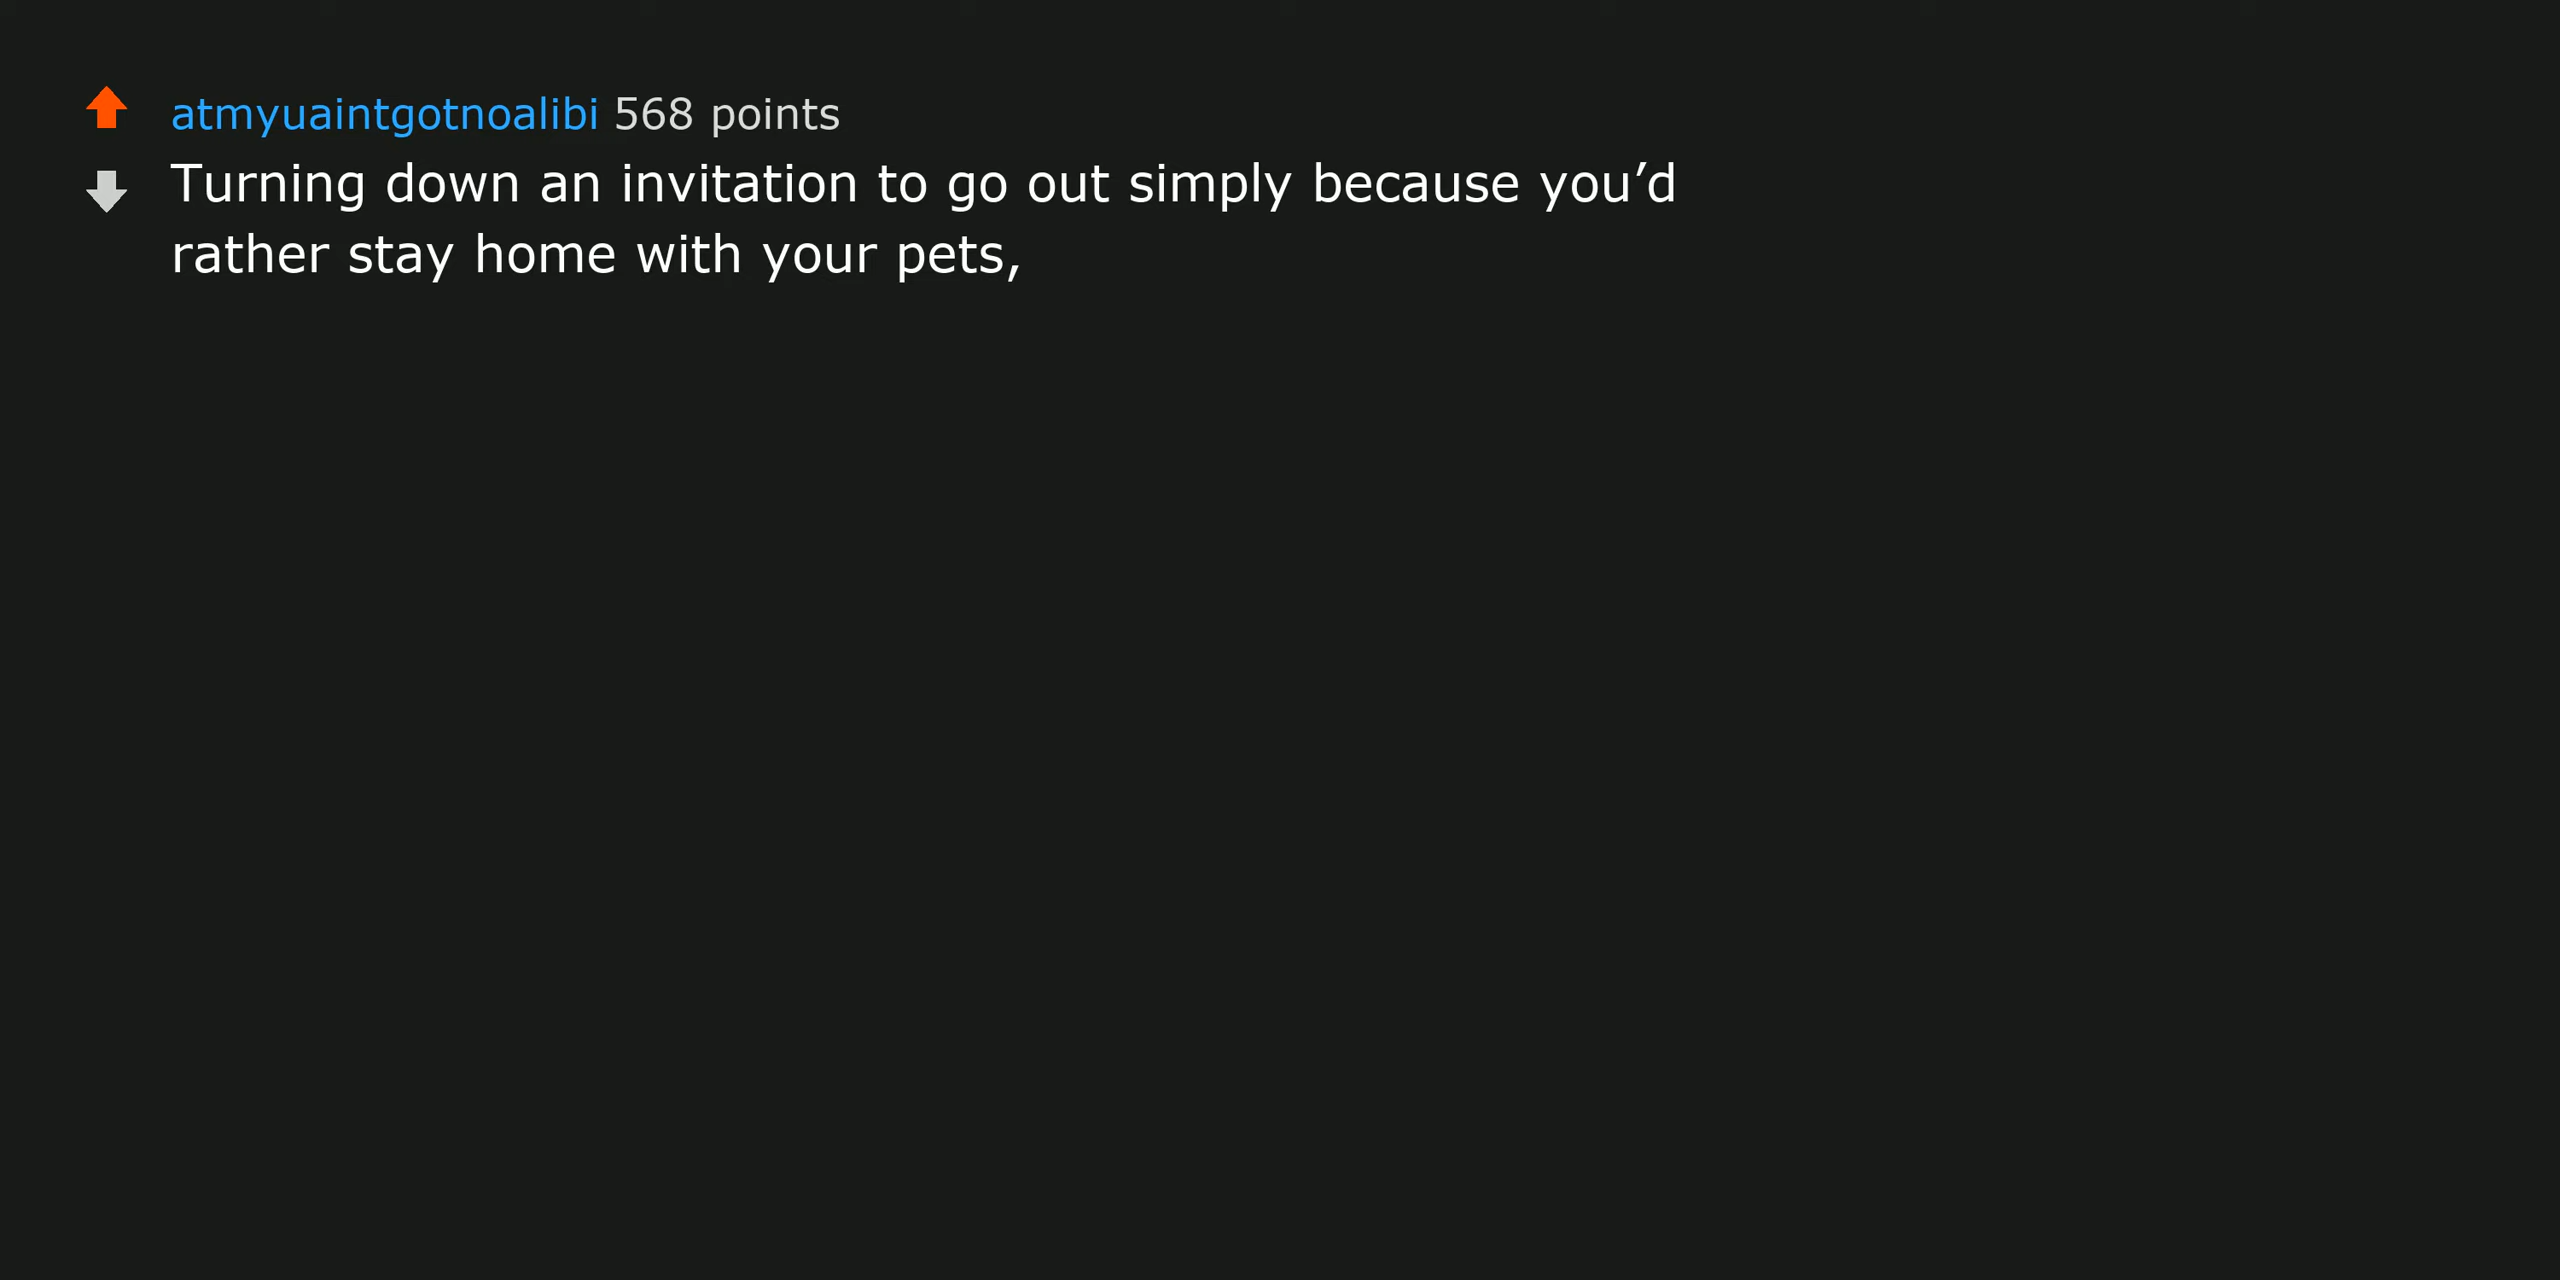 atmyuaintgotnoalibi 568 points
Turning down an invitation to go out simply because you’d
rather stay home with your pets,